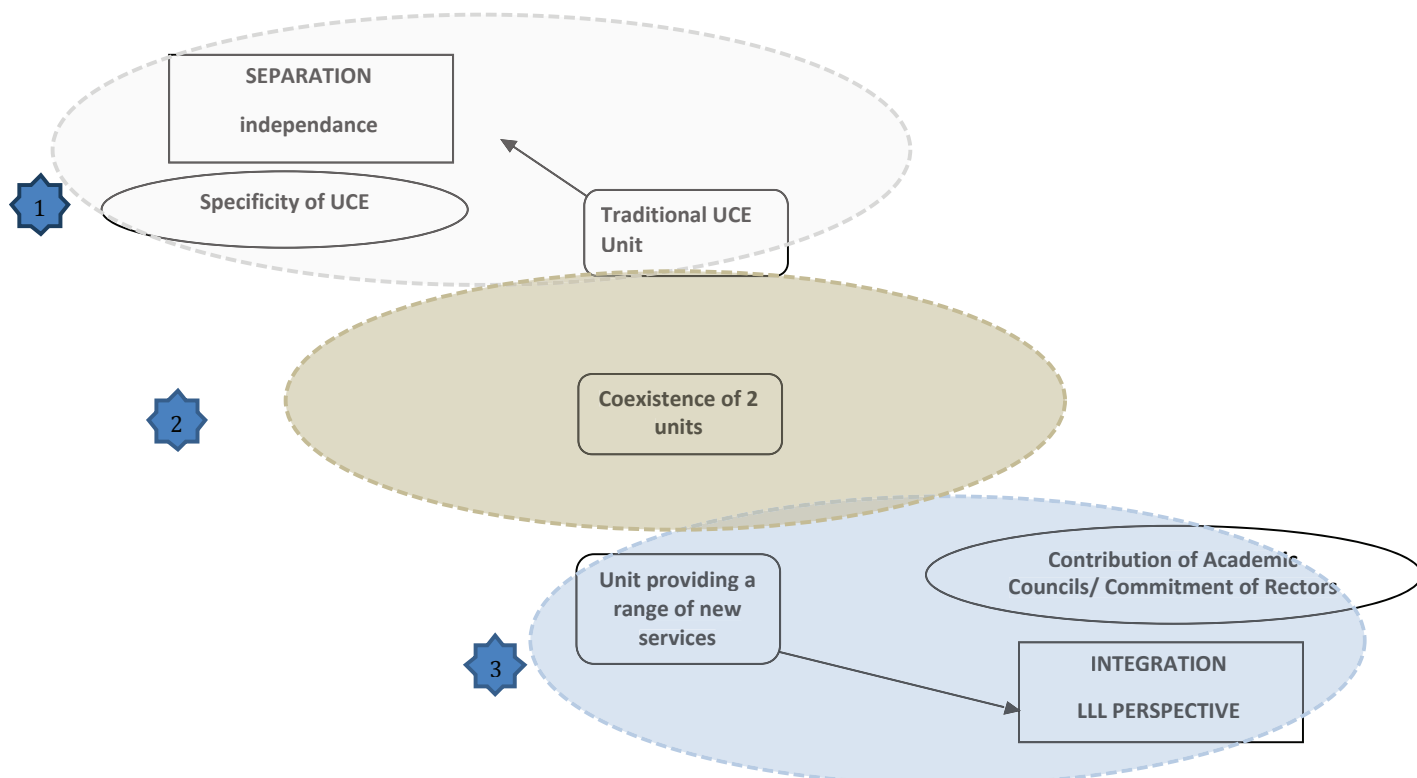 SEPARATION
independance
1
Specificity of UCE
Traditional UCE
Unit
2
Coexistence of 2
units
Contribution of Academic
Councils/ Commitment of Rectors
Unit providing a
range of new
services
3
INTEGRATION
LLL PERSPECTIVE